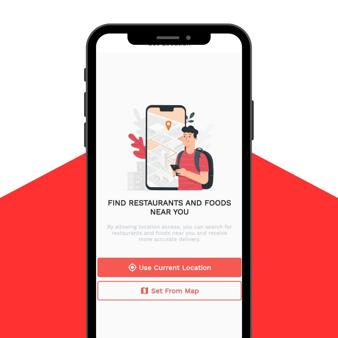 FIND RESTAURANTS AND FOODS
NEAR YOU
By allowing location access, you can search for
restaurants and foods near you and receive
more accurate delivery.
Use Current Location
Set From Map